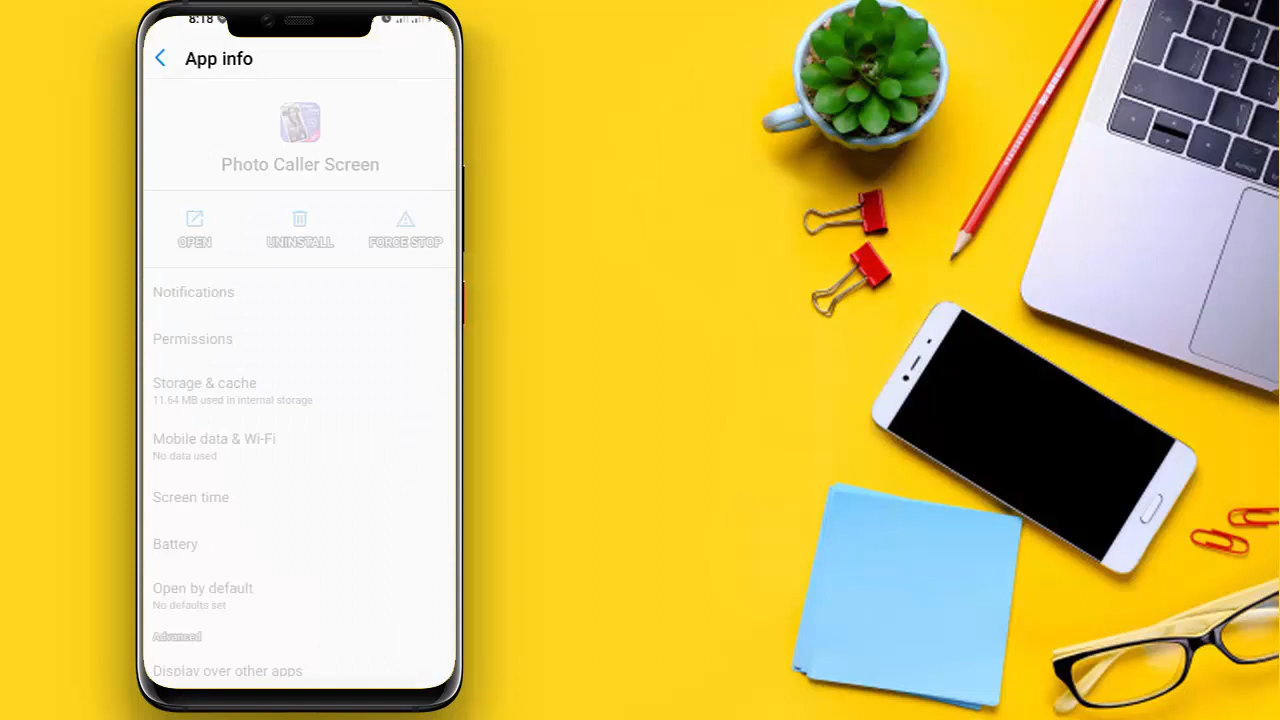 8:18
App info
Photo Caller Screen
OPEN
UNINSTALL
FORCE STOP
Notifications
Permissions
Storage & cache
11.64 MB used in internal storage
Mobile data & Wi-Fi
No data used
Screen time
Battery
Open by default
No defaults set
Advanced
Display over other apps